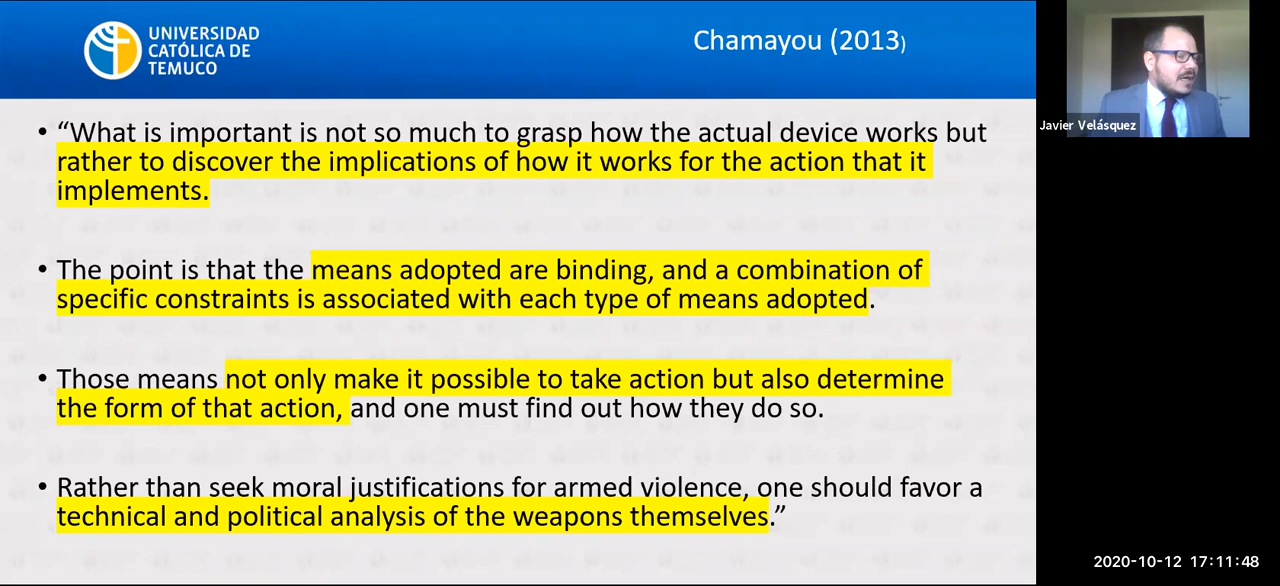 UNIVERSIDAD
CATÓLICA DE
TEMUCO
Chamayou (2013)
• “What is important is not so much to grasp how the actual device works but
rather to discover the implications of how it works for the action that it
implements.
• The point is that the means adopted are binding, and a combination of
specific constraints is associated with each type of means adopted.
• Those means not only make it possible to take action but also determine
the form of that action, and one must find out how they do so.
• Rather than seek moral justifications for armed violence, one should favor a
technical and political analysis of the weapons themselves.”
Javier Velásquez
2020-10-12 17:11:48